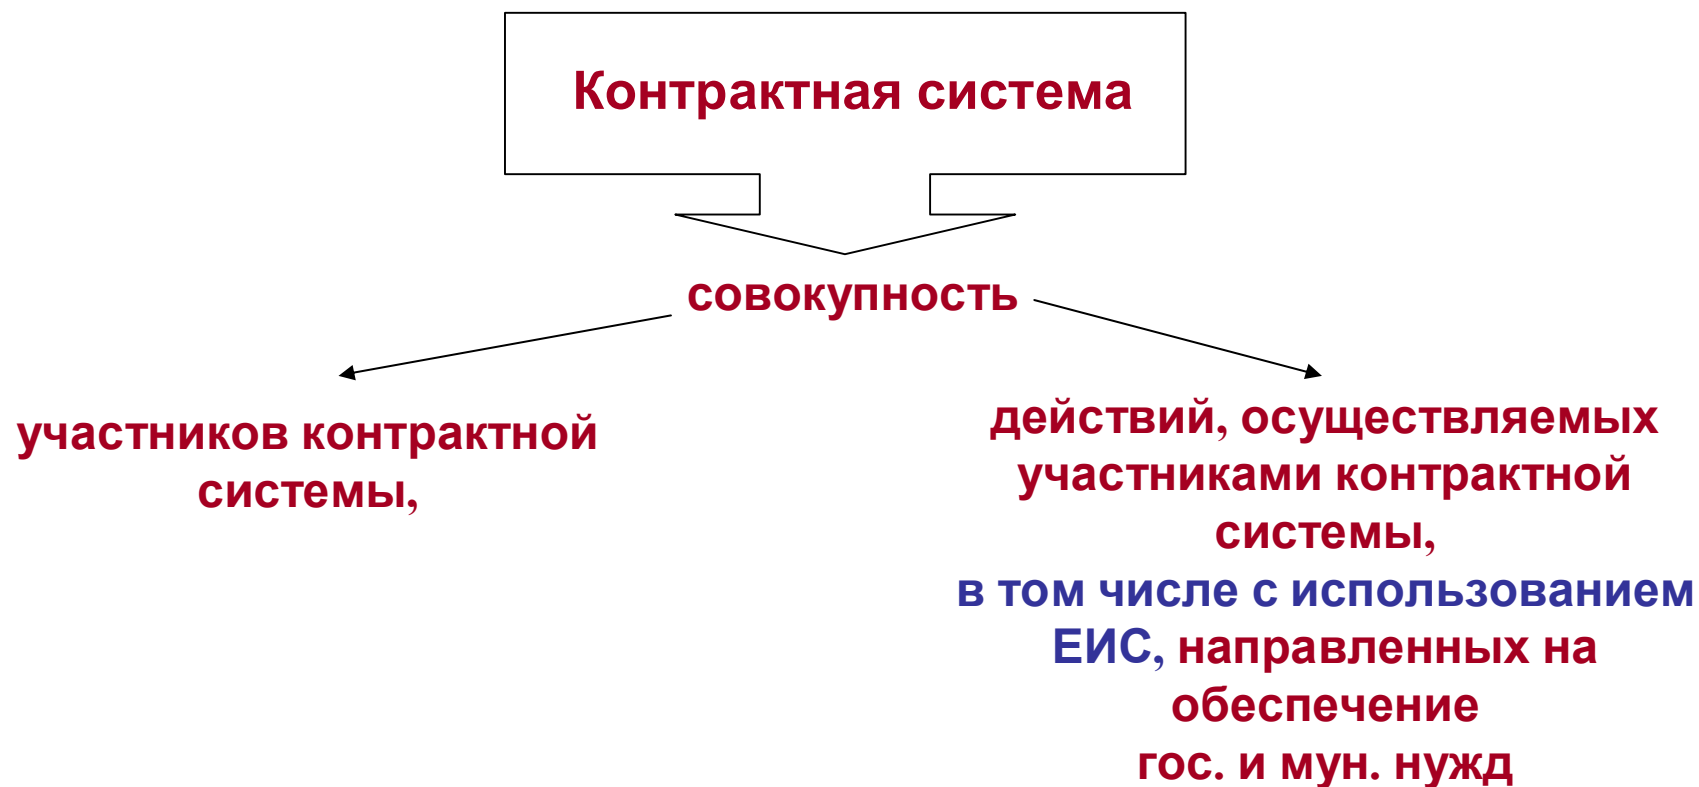 Контрактная система
совокупность
участников контрактной
системы,
действий, осуществляемых
участниками контрактной
системы,
в том числе с использованием
ЕИС, направленных на
обеспечение
гос. и мун. нужд